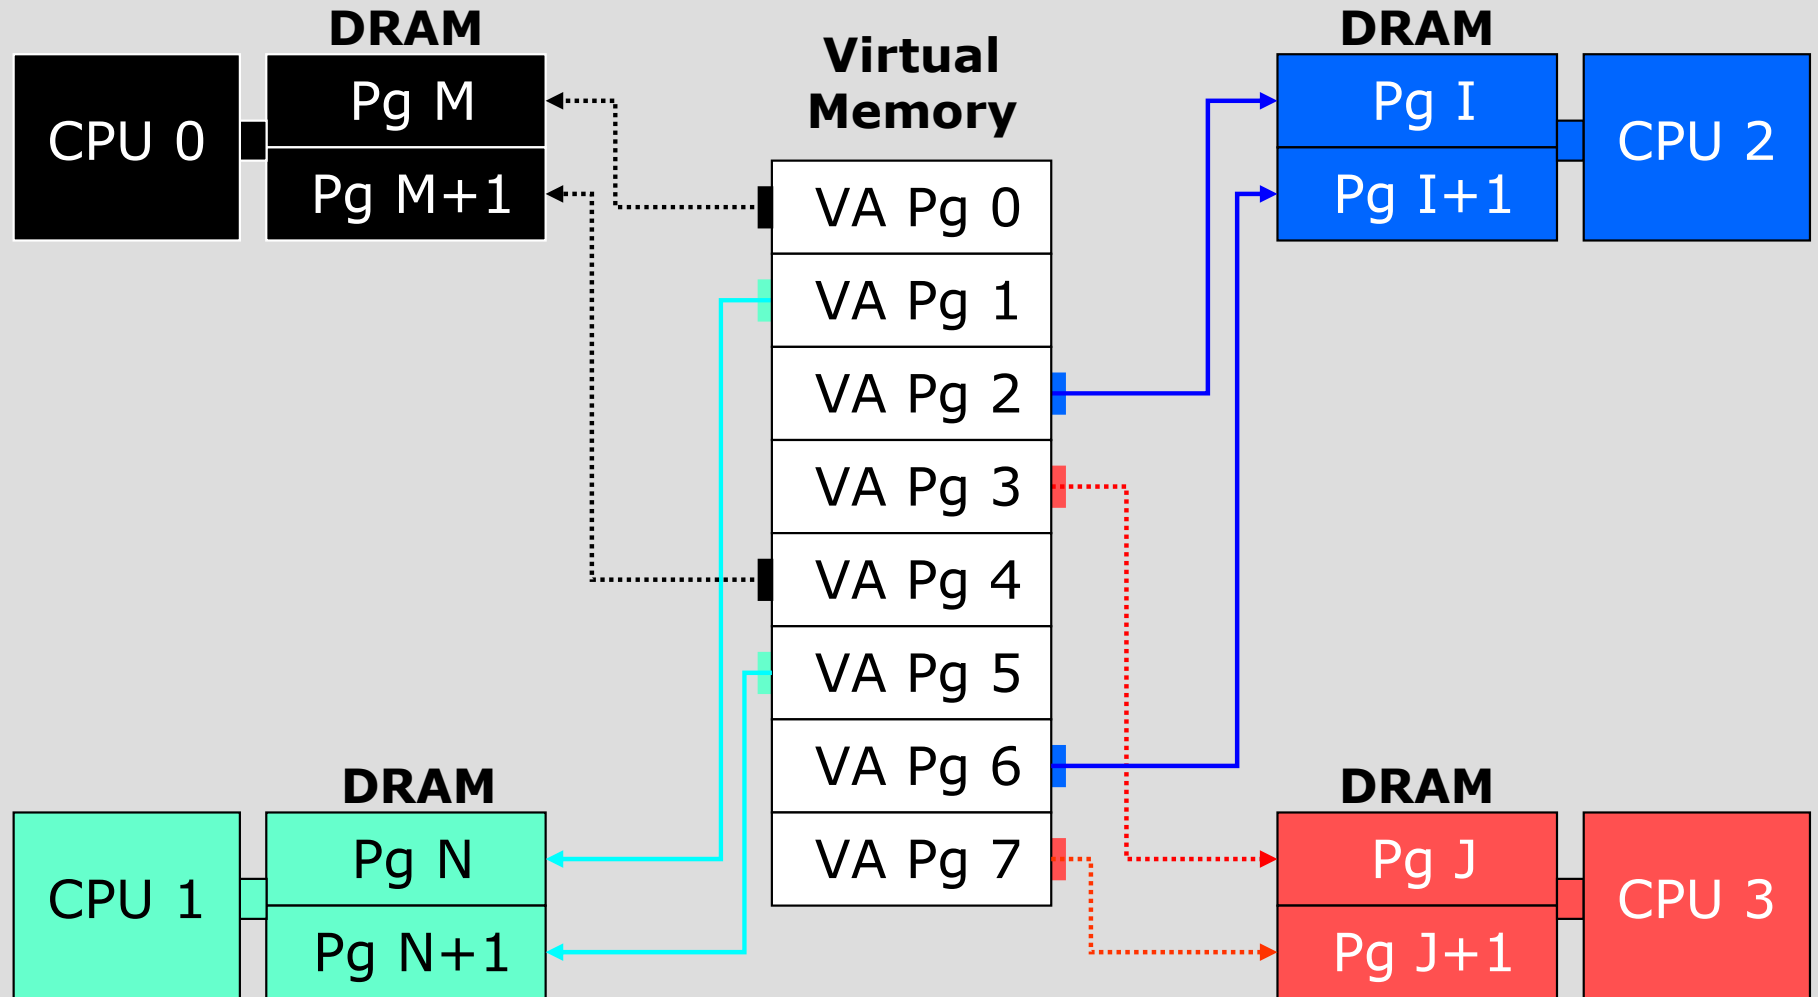 DRAM
CPU 0
Pg M
Pg M+1
Virtual
Memory
VA Pg 0
VA Pg 1
VA Pg 2
VA Pg 3
VA Pg 4
VA Pg 5
VA Pg 6
VA Pg 7
DRAM
Pg I
Pg I+1
CPU 2
DRAM
CPU 1
Pg N
Pg N+1
DRAM
Pg J
Pg J+1
CPU 3